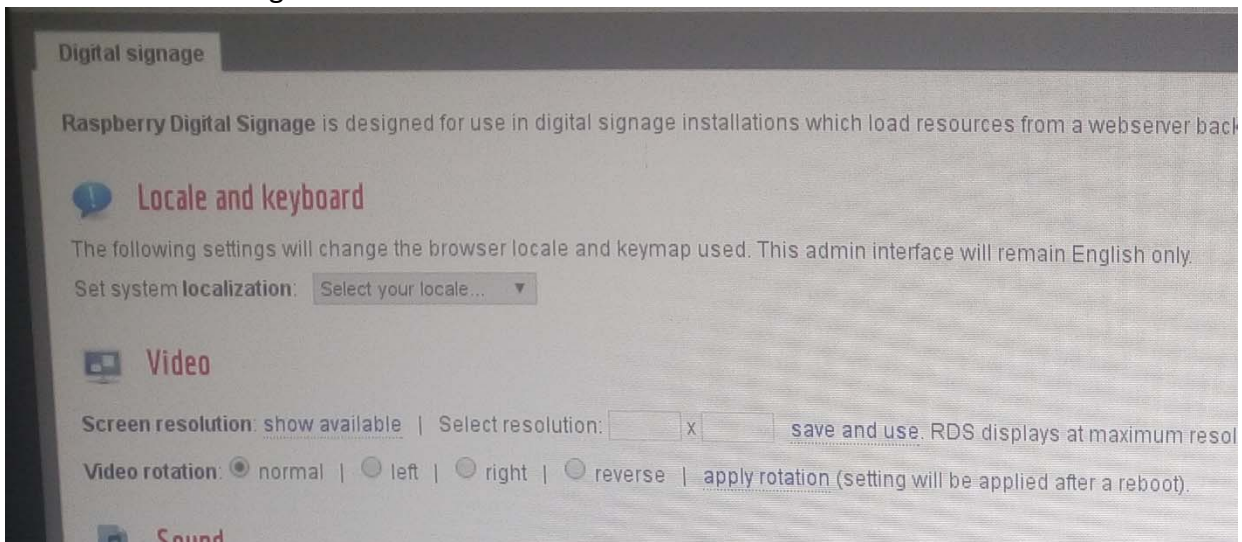 Digital signage
Raspberry Digital Signage is designed for use in digital signage installations which load resources from a webserver back
Locale and keyboard
The following settings will change the browser locale and keymap used. This admin interface will remain English only.
Set system localization: Select your locale...
Video
Screen resolution: show available | Select resolution: x save and use. RDS displays at maximum resol
Video rotation: normal | left | right | reverse | apply rotation (setting will be applied after a reboot).
Sound